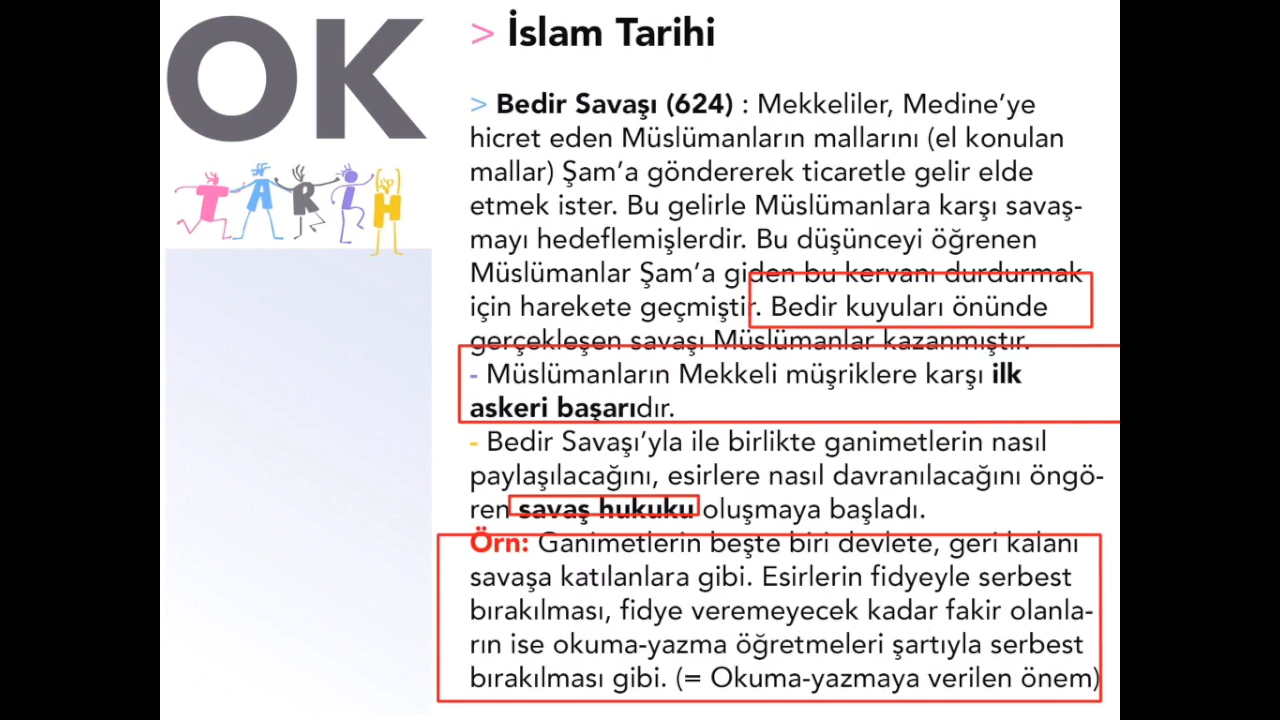 OK
TARİH
> İslam Tarihi
> Bedir Savaşı (624) : Mekkeliler, Medine’ye
hicret eden Müslümanların mallarını (el konulan
mallar) Şam’a göndererek ticaretle gelir elde
etmek ister. Bu gelirle Müslümanlara karşı savaş-
mayı hedeflemişlerdir. Bu düşünceyi öğrenen
Müslümanlar Şam’a giden bu kervanı durdurmak
için harekete geçmiştir. Bedir kuyuları önünde
gerçekleşen savaşı Müslümanlar kazanmıştır.
- Müslümanların Mekkeli müşriklere karşı ilk
askeri başarıdır.
- Bedir Savaşı’yla ile birlikte ganimetlerin nasıl
paylaşılacağını, esirlere nasıl davranılacağını öngö-
ren savaş hukuku oluşmaya başladı.
Örn: Ganimetlerin beşte biri devlete, geri kalanı
savaşa katılanlara gibi. Esirlerin fidyeyle serbest
bırakılması, fidye veremeyecek kadar fakir olanla-
rın ise okuma-yazma öğretmeleri şartıyla serbest
bırakılması gibi. (= Okuma-yazmaya verilen önem)